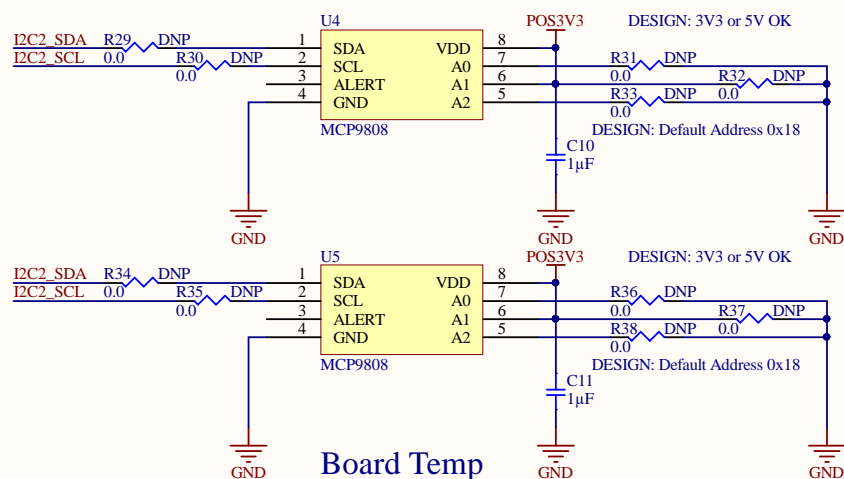 U4
POS3V3
DESIGN: 3V3 or 5V OK
I2C2_SDA R29 DNP 1 SDA VDD 8
I2C2_SCL 0.0 R30 DNP 2 SCL A0 7 R31 DNP
0.0 3 ALERT A1 6 0.0 R32 DNP
4 GND A2 5 R33 DNP 0.0
0.0
MCP9808
DESIGN: Default Address 0x18
C10
1µF
GND GND GND
U5
POS3V3
DESIGN: 3V3 or 5V OK
I2C2_SDA R34 DNP 1 SDA VDD 8
I2C2_SCL 0.0 R35 DNP 2 SCL A0 7 R36 DNP
0.0 3 ALERT A1 6 0.0 R37 DNP
4 GND A2 5 R38 DNP 0.0
0.0
MCP9808
DESIGN: Default Address 0x18
C11
1µF
GND Board Temp GND GND